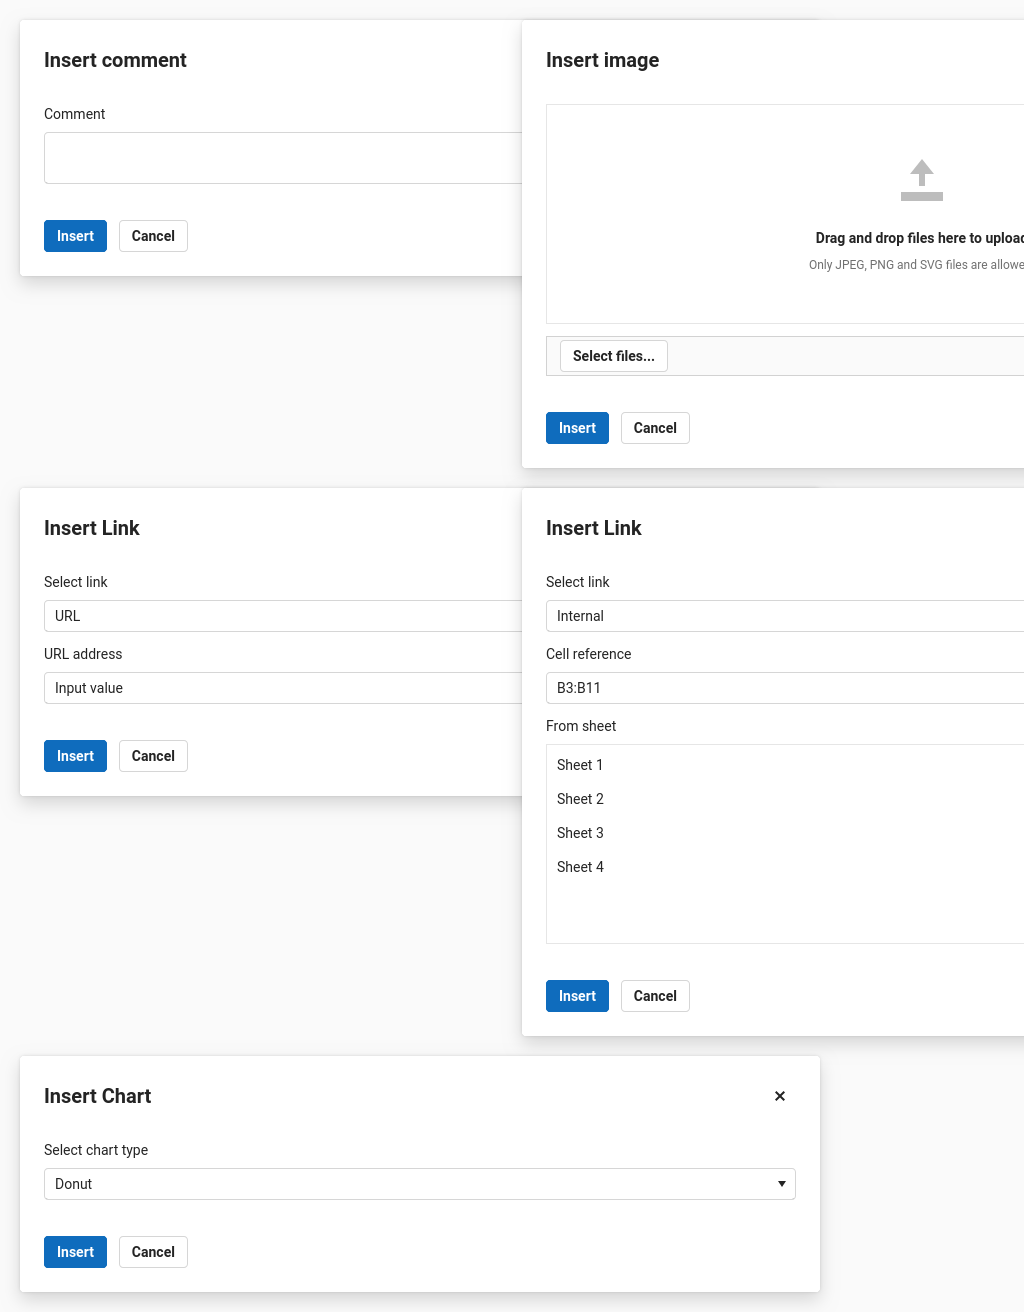 Insert comment
Comment
Insert
Cancel
Insert image
Drag and drop files here to upload
Only JPEG, PNG and SVG files are allowe
Select files...
Insert
Cancel
Insert Link
Select link
URL
URL address
Input value
Insert
Cancel
Insert Link
Select link
Internal
Cell reference
B3:B11
From sheet
Sheet 1
Sheet 2
Sheet 3
Sheet 4
Insert
Cancel
Insert Chart
Select chart type
Donut
Insert
Cancel